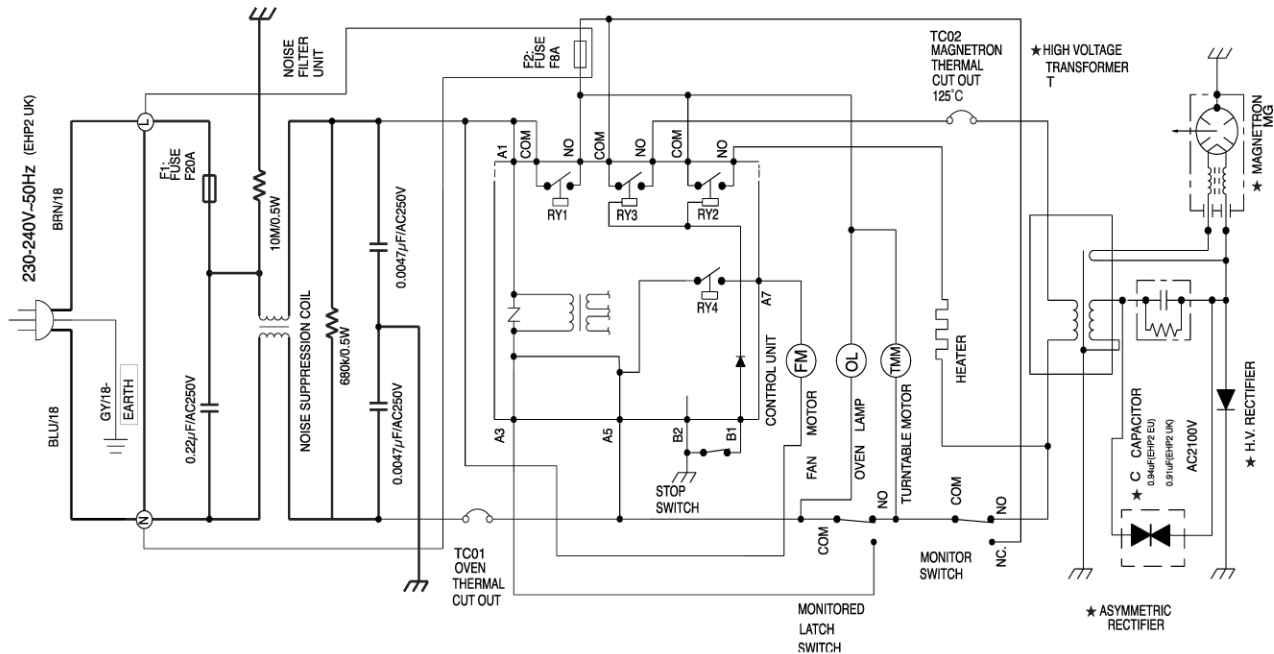 230-240V~50Hz (EHP2 UK)
BRN/18
BLU/18
GY/18-
EARTH
L
N
F1:
FUSE
F20A
0.22µF/AC250V
10M/0.5W
NOISE
FILTER
UNIT
NOISE SUPPRESSION COIL
680k/0.5W
0.0047µF/AC250V
0.0047µF/AC250V
TC01
OVEN
THERMAL
CUT OUT
F2:
FUSE
F8A
A1
COM
NO
COM
NO
COM
NO
RY1
RY3
RY2
RY4
A7
A3
A5
B2
B1
CONTROL UNIT
STOP
SWITCH
FM
OL
TMM
FAN MOTOR
OVEN LAMP
TURNTABLE MOTOR
HEATER
COM
NO
MONITORED
LATCH
SWITCH
COM
NO
NC.
MONITOR
SWITCH
TC02
MAGNETRON
THERMAL
CUT OUT
125°C
★ HIGH VOLTAGE
TRANSFORMER
T
★ MAGNETRON
MG
★ C CAPACITOR
0.94uF(EHP2 EU)
0.91uF(EHP2 UK)
AC2100V
★ H.V. RECTIFIER
★ ASYMMETRIC
RECTIFIER